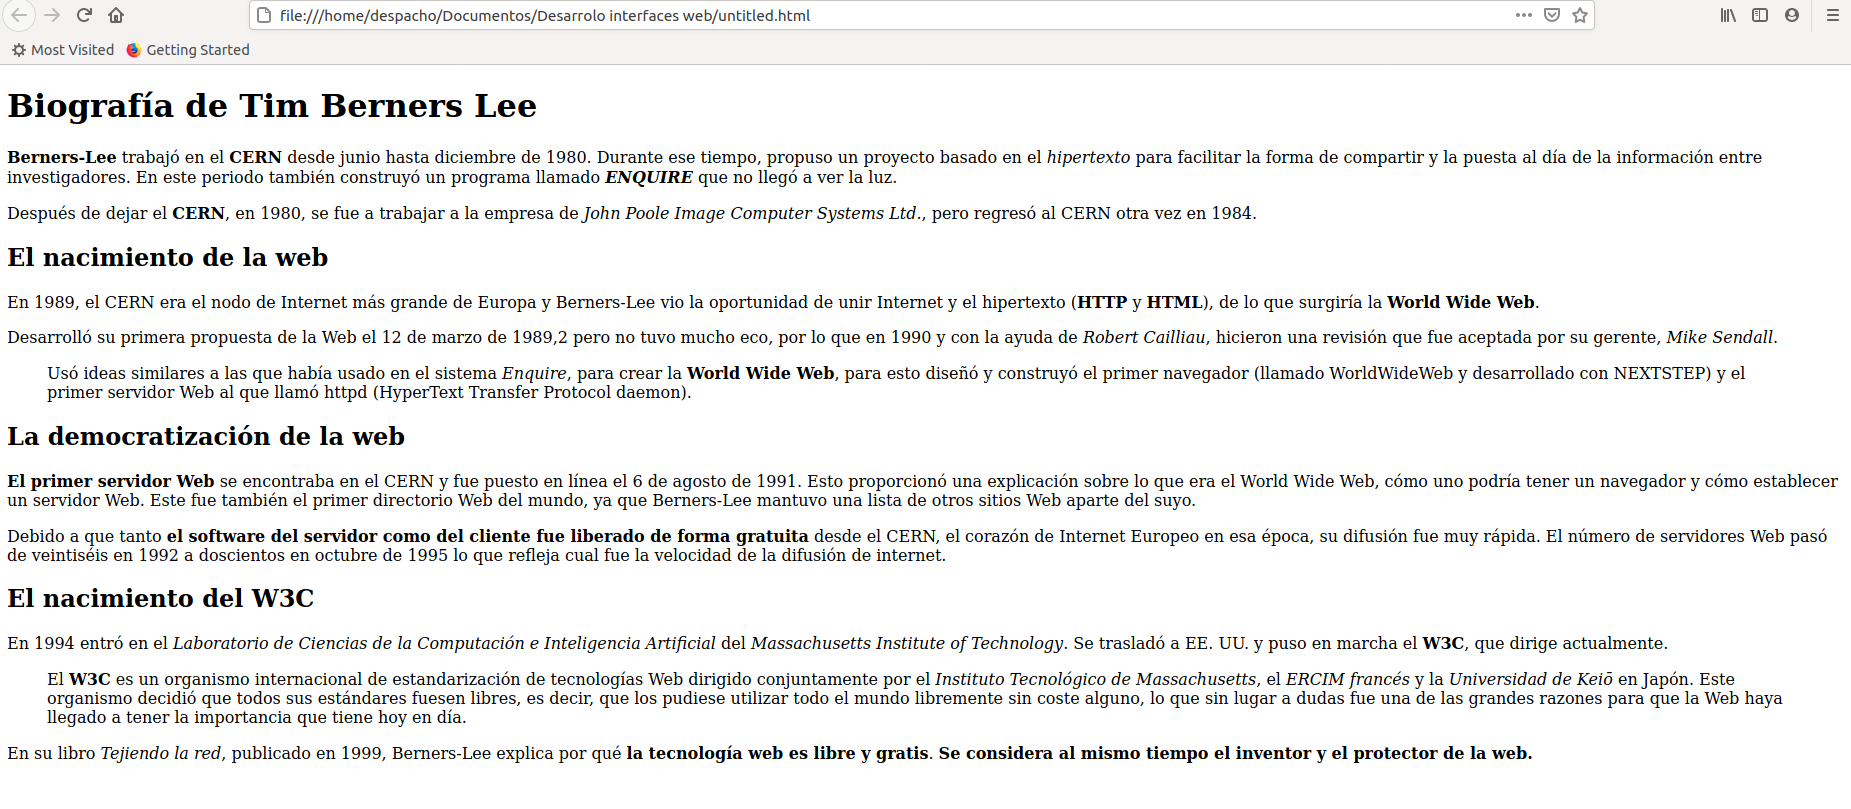 file:///home/despacho/Documentos/Desarrolo interfaces web/untitled.html
Most Visited Getting Started
Biografía de Tim Berners Lee
Berners-Lee trabajó en el CERN desde junio hasta diciembre de 1980. Durante ese tiempo, propuso un proyecto basado en el hipertexto para facilitar la forma de compartir y la puesta al día de la información entre
investigadores. En este periodo también construyó un programa llamado ENQUIRE que no llegó a ver la luz.
Después de dejar el CERN, en 1980, se fue a trabajar a la empresa de John Poole Image Computer Systems Ltd., pero regresó al CERN otra vez en 1984.
El nacimiento de la web
En 1989, el CERN era el nodo de Internet más grande de Europa y Berners-Lee vio la oportunidad de unir Internet y el hipertexto (HTTP y HTML), de lo que surgiría la World Wide Web.
Desarrolló su primera propuesta de la Web el 12 de marzo de 1989,2 pero no tuvo mucho eco, por lo que en 1990 y con la ayuda de Robert Cailliau, hicieron una revisión que fue aceptada por su gerente, Mike Sendall.
Usó ideas similares a las que había usado en el sistema Enquire, para crear la World Wide Web, para esto diseñó y construyó el primer navegador (llamado WorldWideWeb y desarrollado con NEXTSTEP) y el
primer servidor Web al que llamó httpd (HyperText Transfer Protocol daemon).
La democratización de la web
El primer servidor Web se encontraba en el CERN y fue puesto en línea el 6 de agosto de 1991. Esto proporcionó una explicación sobre lo que era el World Wide Web, cómo uno podría tener un navegador y cómo establecer
un servidor Web. Este fue también el primer directorio Web del mundo, ya que Berners-Lee mantuvo una lista de otros sitios Web aparte del suyo.
Debido a que tanto el software del servidor como del cliente fue liberado de forma gratuita desde el CERN, el corazón de Internet Europeo en esa época, su difusión fue muy rápida. El número de servidores Web pasó
de veintiséis en 1992 a doscientos en octubre de 1995 lo que refleja cual fue la velocidad de la difusión de internet.
El nacimiento del W3C
En 1994 entró en el Laboratorio de Ciencias de la Computación e Inteligencia Artificial del Massachusetts Institute of Technology. Se trasladó a EE. UU. y puso en marcha el W3C, que dirige actualmente.
El W3C es un organismo internacional de estandarización de tecnologías Web dirigido conjuntamente por el Instituto Tecnológico de Massachusetts, el ERCIM francés y la Universidad de Keiō en Japón. Este
organismo decidió que todos sus estándares fuesen libres, es decir, que los pudiese utilizar todo el mundo libremente sin coste alguno, lo que sin lugar a dudas fue una de las grandes razones para que la Web haya
llegado a tener la importancia que tiene hoy en día.
En su libro Tejiendo la red, publicado en 1999, Berners-Lee explica por qué la tecnología web es libre y gratis. Se considera al mismo tiempo el inventor y el protector de la web.